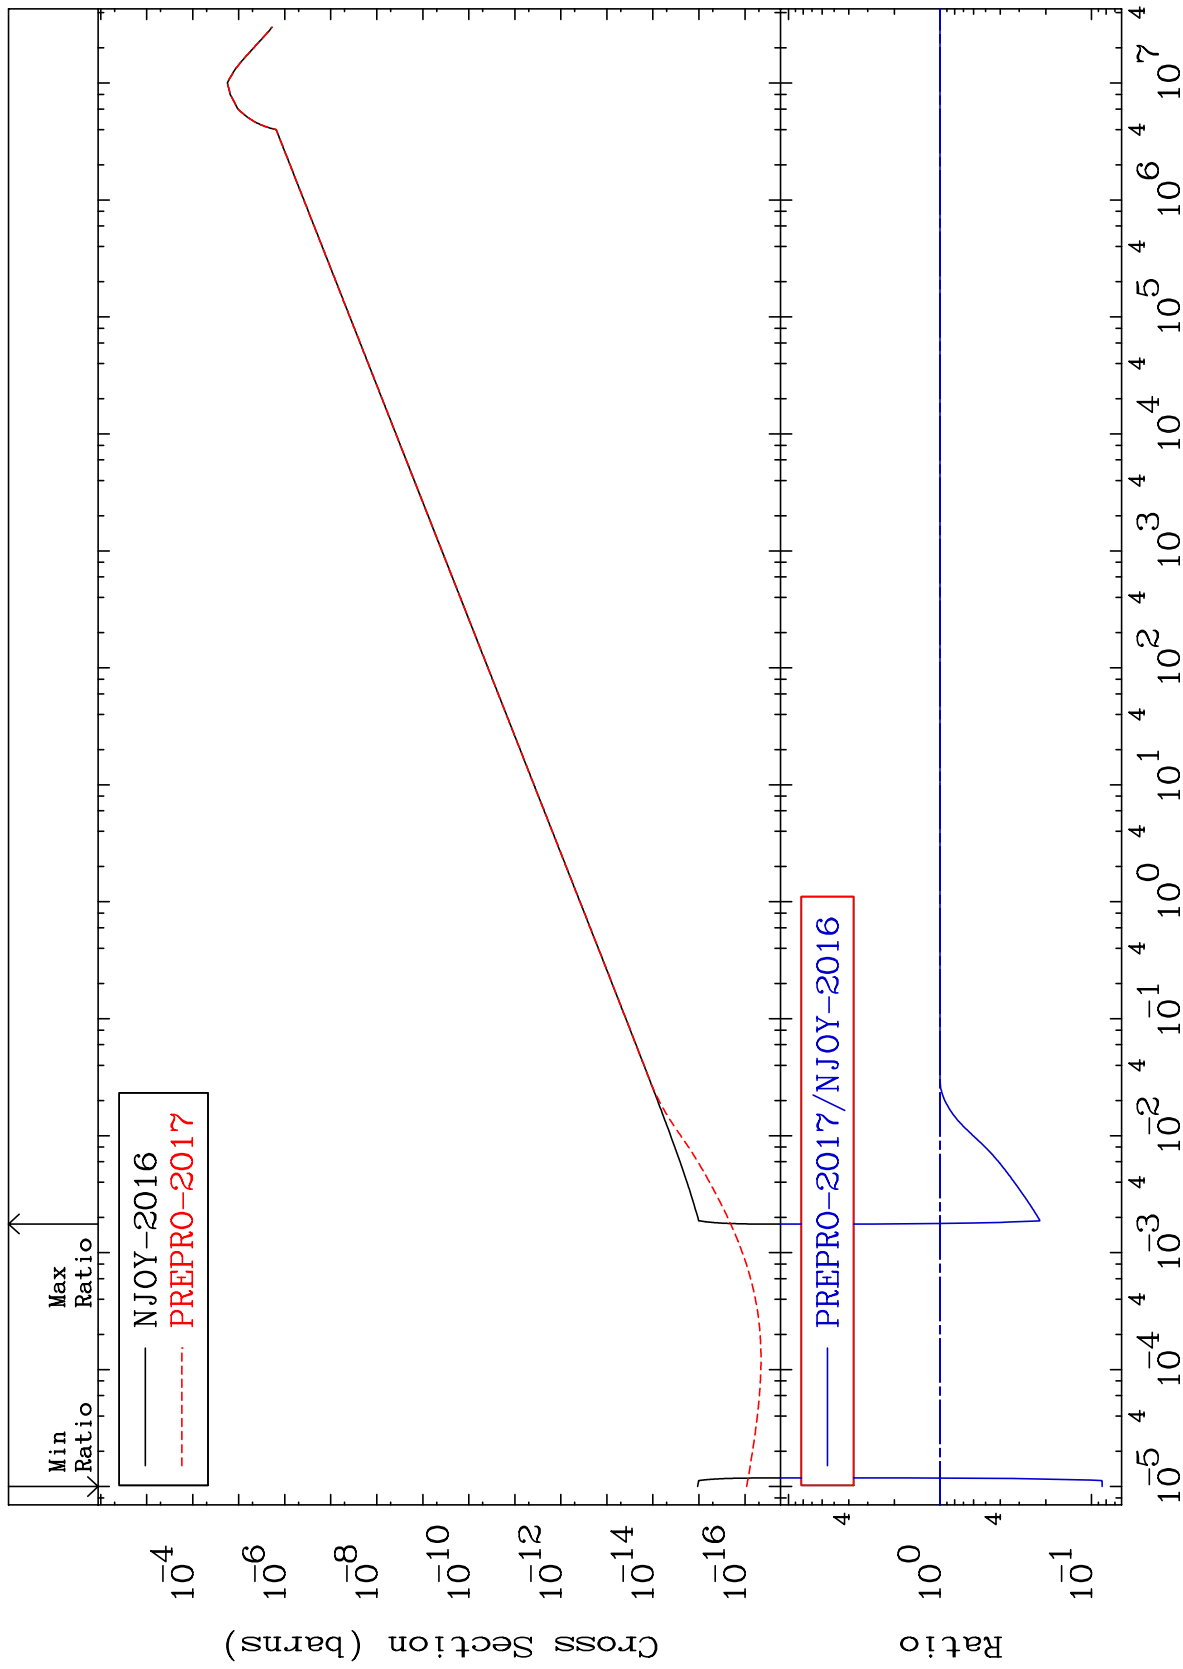 Min
Ratio
Max
Ratio
NJOY-2016
PREPRO-2017
Cross Section (barns)
10^-4
10^-6
10^-8
10^-10
10^-12
10^-14
10^-16
PREPRO-2017/NJOY-2016
Ratio
4
10^0
4
10^-1
10^-5 4 10^-4 4 10^-3 4 10^-2 4 10^-1 4 10^0 4 10^1 4 10^2 4 10^3 4 10^4 4 10^5 4 10^6 4 10^7 4